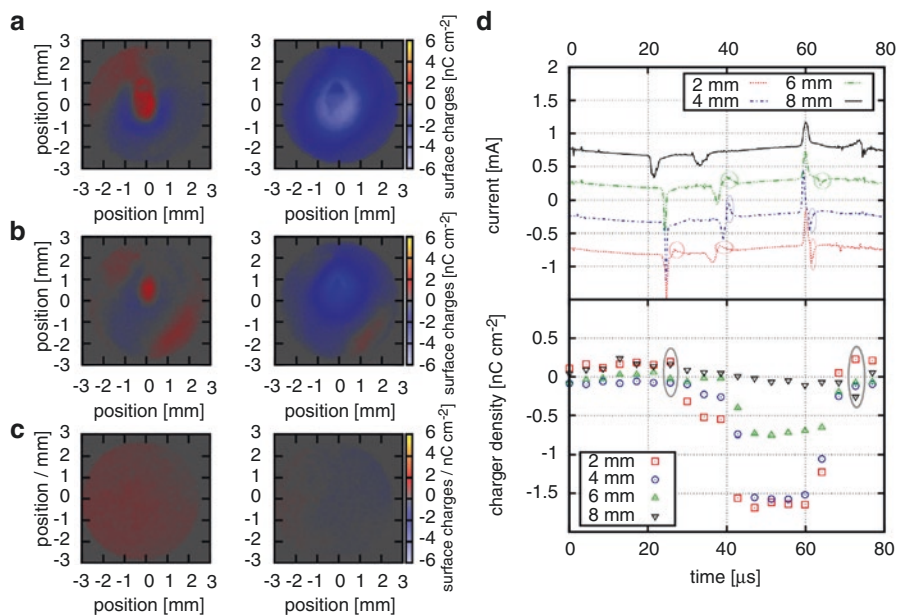 a
3
2
1
0
-1
-2
-3
position [mm]
-3 -2 -1 0 1 2 3
position [mm]
3
2
1
0
-1
-2
-3
-3 -2 -1 0 1 2 3
position [mm]
6
4
2
0
-2
-4
-6
surface charges [nC cm-2]
b
3
2
1
0
-1
-2
-3
position [mm]
-3 -2 -1 0 1 2 3
position [mm]
3
2
1
0
-1
-2
-3
-3 -2 -1 0 1 2 3
position [mm]
6
4
2
0
-2
-4
-6
surface charges [nC cm-2]
c
3
2
1
0
-1
-2
-3
position / mm
-3 -2 -1 0 1 2 3
position [mm]
3
2
1
0
-1
-2
-3
-3 -2 -1 0 1 2 3
position [mm]
6
4
2
0
-2
-4
-6
surface charges / nC cm-2
d
0 20 40 60 80
2
1.5
1
0.5
0
-0.5
-1
current [mA]
2 mm 6 mm
4 mm 8 mm
0.5
0
-0.5
-1
-1.5
charger density [nC cm-2]
2 mm
4 mm
6 mm
8 mm
0 20 40 60 80
time [μs]